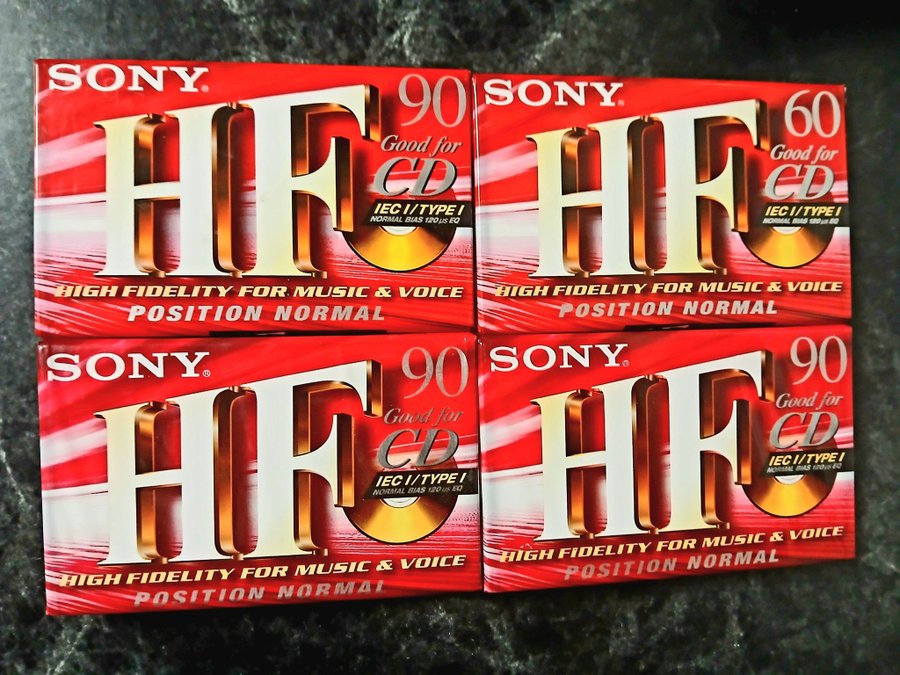 SONY®
90
HF
Good for
CD
IEC I/TYPE I
NORMAL BIAS 120 µs EQ
HIGH FIDELITY FOR MUSIC & VOICE
POSITION NORMAL
SONY®
60
HF
Good for
CD
IEC I/TYPE I
NORMAL BIAS 120 µs EQ
HIGH FIDELITY FOR MUSIC & VOICE
POSITION NORMAL
SONY®
90
HF
Good for
CD
IEC I/TYPE I
NORMAL BIAS 120 µs EQ
HIGH FIDELITY FOR MUSIC & VOICE
POSITION NORMAL
SONY®
90
HF
Good for
CD
IEC I/TYPE I
NORMAL BIAS 120 µs EQ
HIGH FIDELITY FOR MUSIC & VOICE
POSITION NORMAL